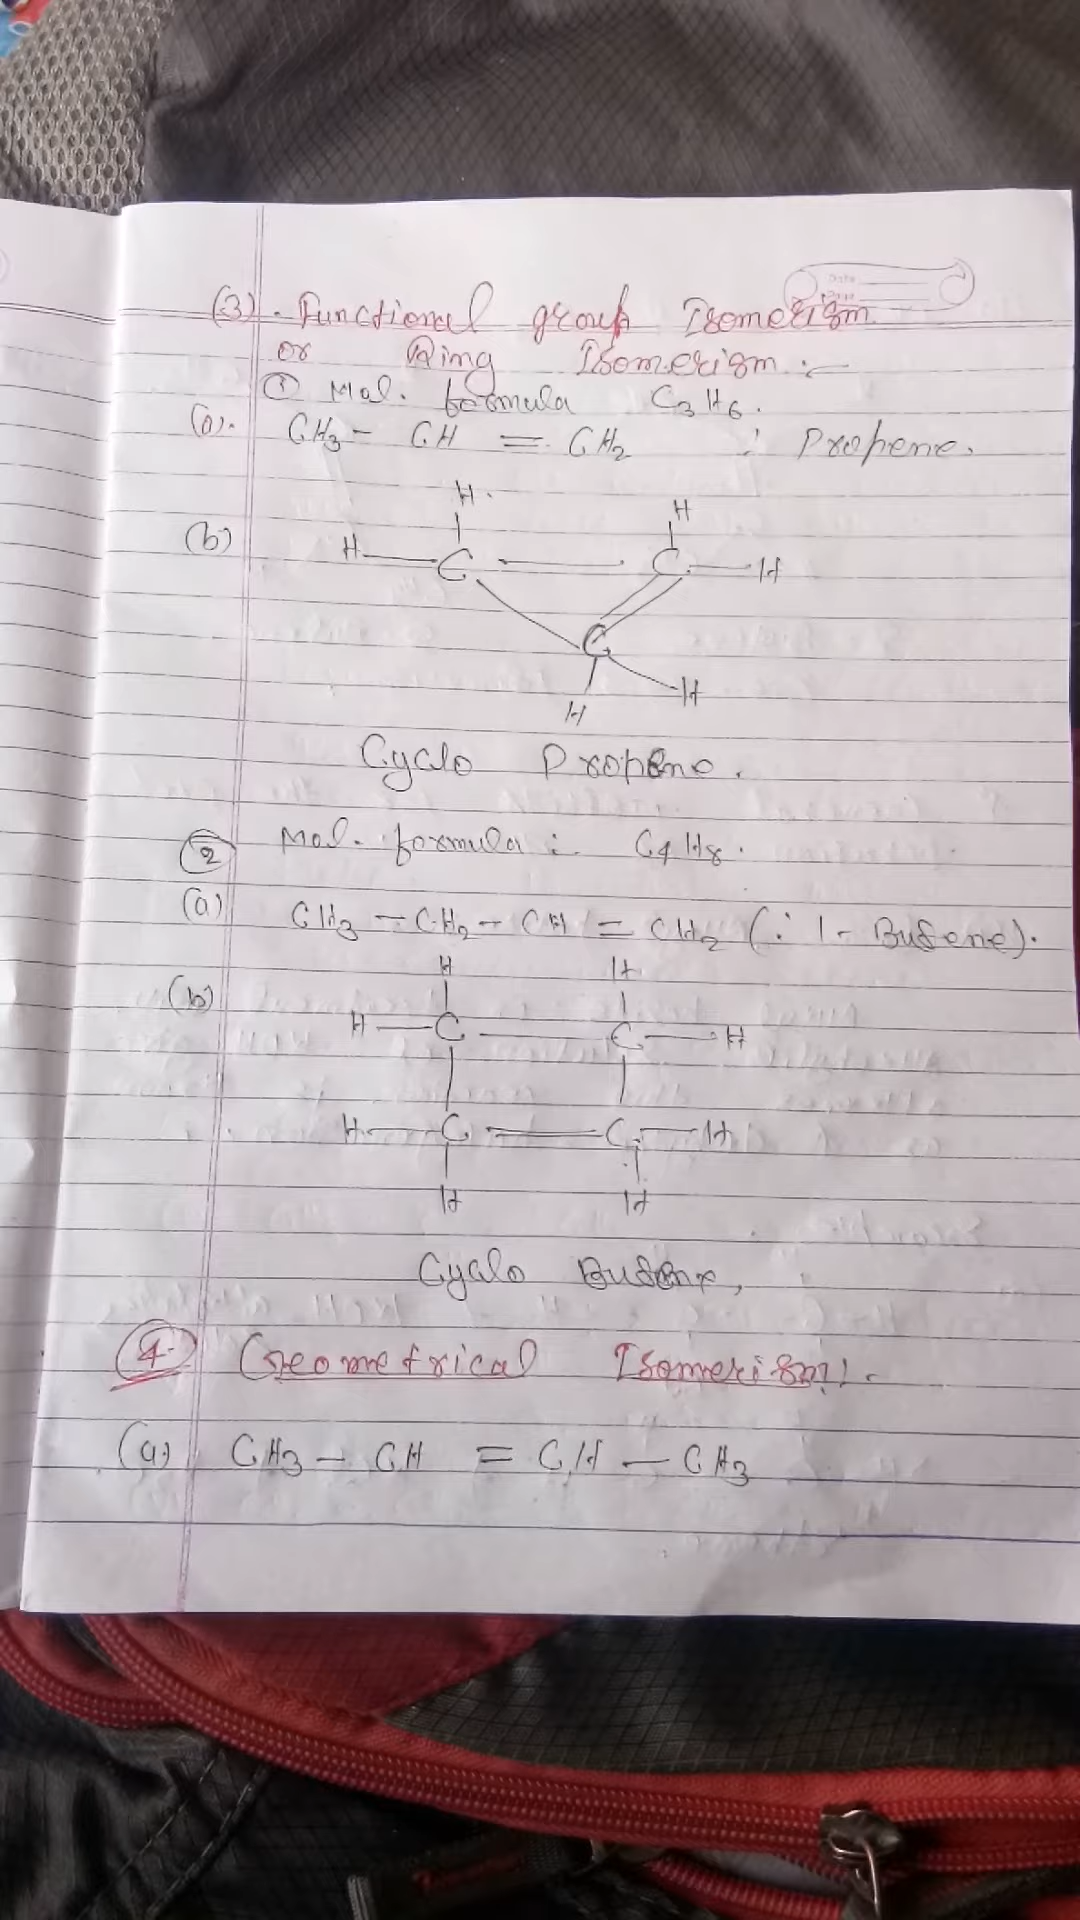 (3). Functional group Isomerism
or Ring Isomerism :-
① Mol. formula C3H6.
(a). CH3 - CH = CH2 : Propene.
(b)
H H
H C C H
C
H H
Cyclo Propene.
② Mol. formula : C4H8.
(a) CH3 - CH2 - CH = CH2 (: 1- Butene).
(b)
H H
H - C - C - H
H - C = C - H
H H
Cyclo Butene,
4. Geometrical Isomerism :
(a) CH3 - CH = CH - CH3